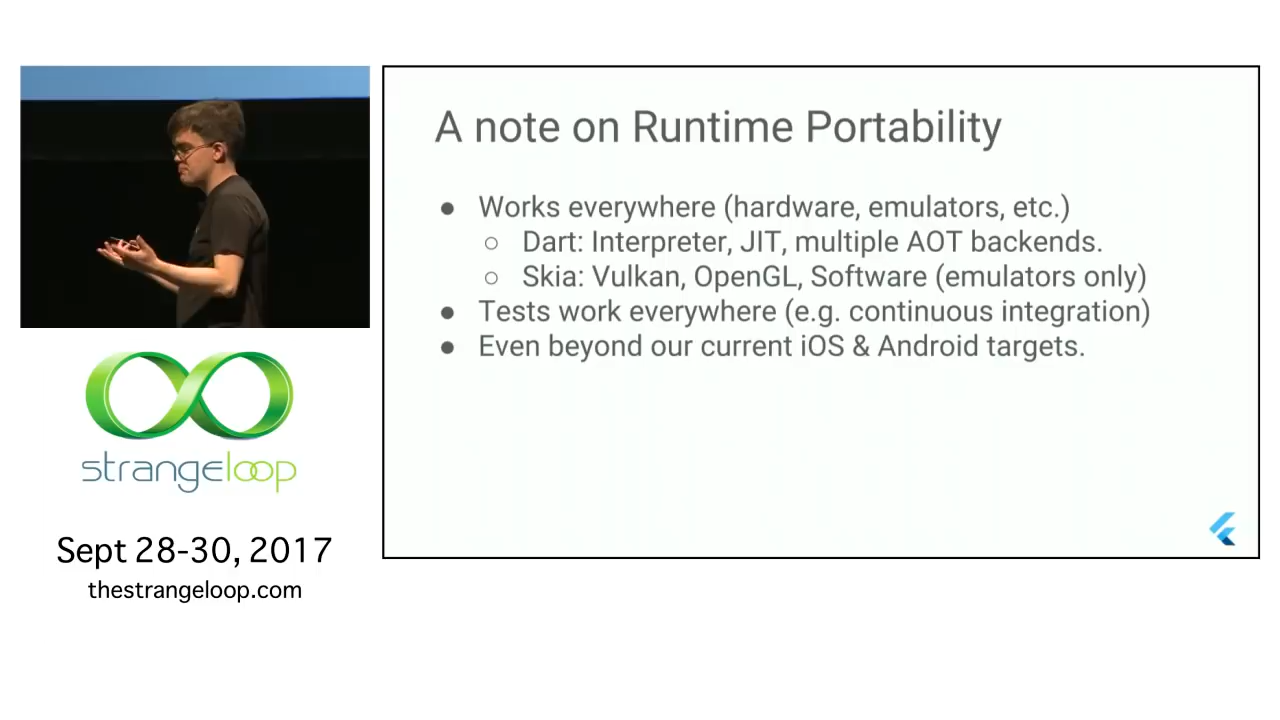 A note on Runtime Portability
● Works everywhere (hardware, emulators, etc.)
○ Dart: Interpreter, JIT, multiple AOT backends.
○ Skia: Vulkan, OpenGL, Software (emulators only)
● Tests work everywhere (e.g. continuous integration)
● Even beyond our current iOS & Android targets.
strangeloop
Sept 28-30, 2017
thestrangeloop.com